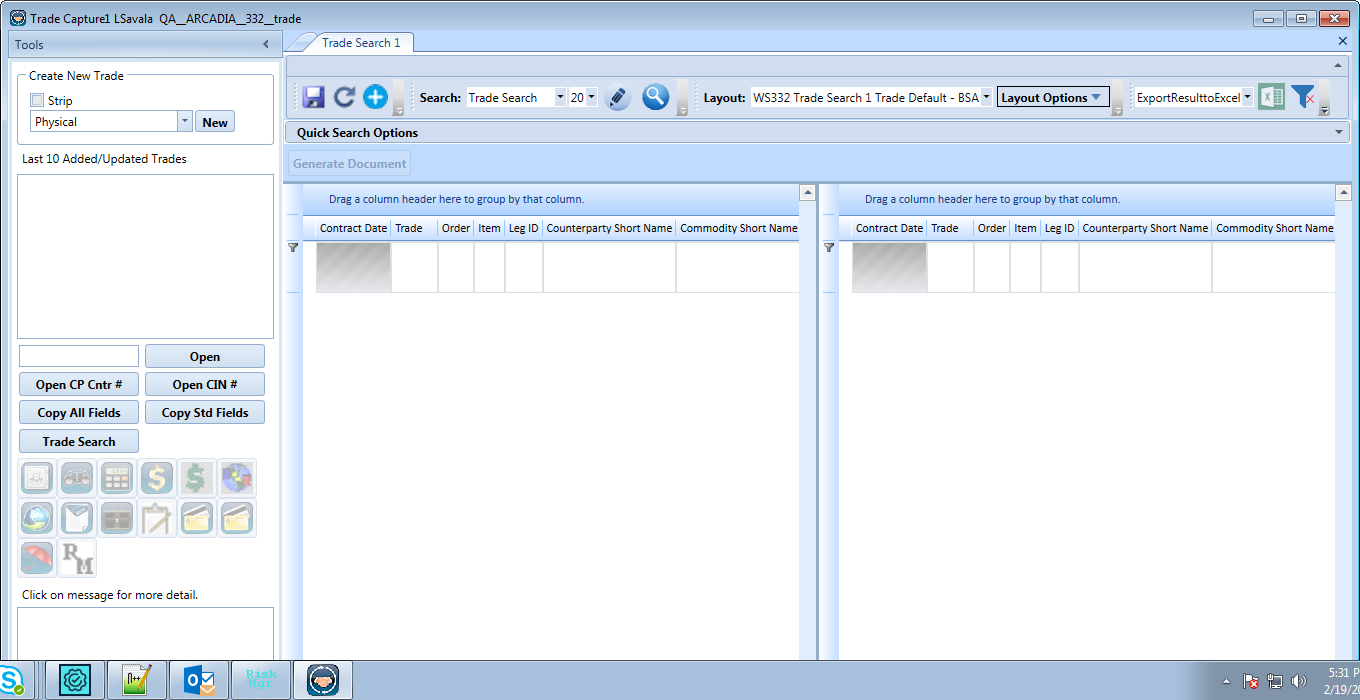 Trade Capture1 LSavala QA__ARCADIA__332__trade
Tools
Trade Search 1
Create New Trade
Strip
Physical
New
Search:
Trade Search
20
Layout:
WS332 Trade Search 1 Trade Default - BSA
Layout Options
ExportResulttoExcel
Quick Search Options
Generate Document
Last 10 Added/Updated Trades
Drag a column header here to group by that column.
Contract Date Trade Order Item Leg ID Counterparty Short Name Commodity Short Name
Drag a column header here to group by that column.
Contract Date Trade Order Item Leg ID Counterparty Short Name Commodity Short Name
Open
Open CP Cntr #
Open CIN #
Copy All Fields
Copy Std Fields
Trade Search
RM
Click on message for more detail.
Risk
Mgr
5:31 P
2/19/20